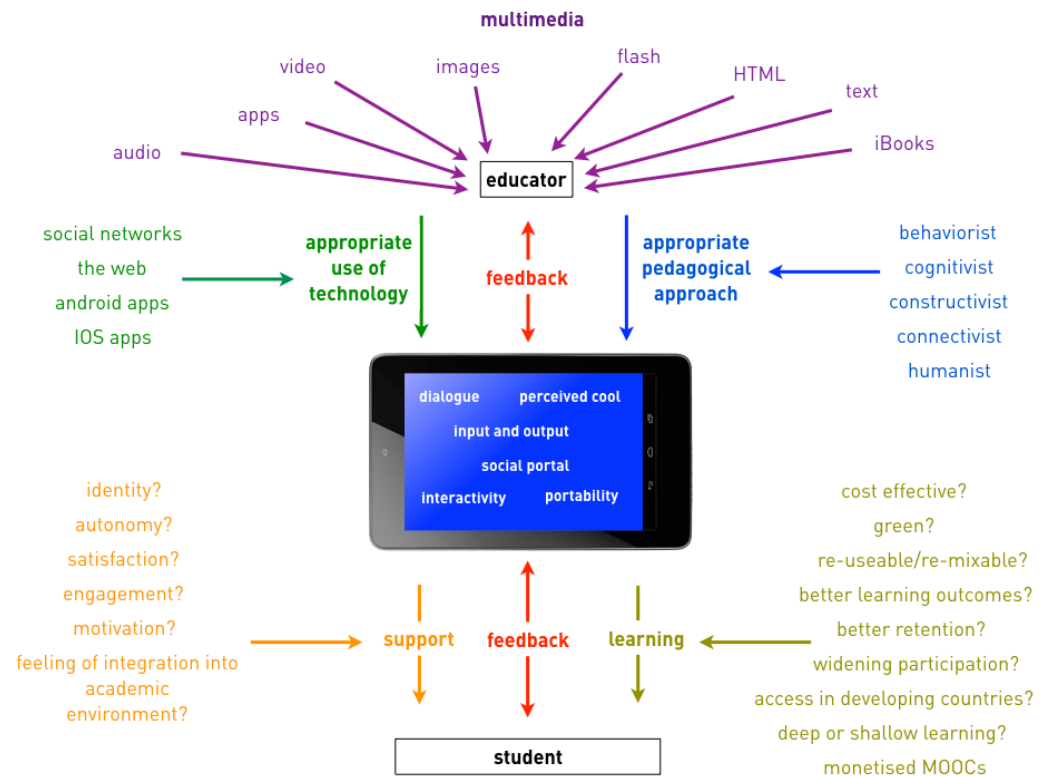 multimedia
video
images
flash
HTML
apps
text
audio
iBooks
educator
social networks
the web
android apps
IOS apps
appropriate
use of
technology
feedback
appropriate
pedagogical
approach
behaviorist
cognitivist
constructivist
connectivist
humanist
dialogue
perceived cool
input and output
social portal
interactivity
portability
identity?
autonomy?
satisfaction?
engagement?
motivation?
feeling of integration into
academic
environment?
support
feedback
learning
cost effective?
green?
re-useable/re-mixable?
better learning outcomes?
better retention?
widening participation?
access in developing countries?
deep or shallow learning?
monetised MOOCs
student